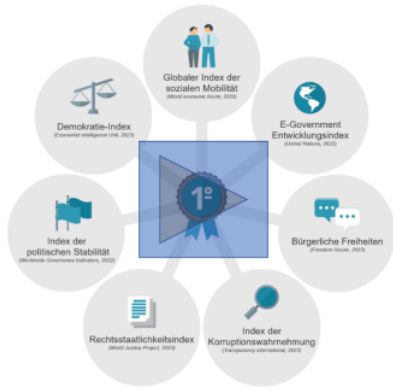 Globaler Index der
sozialen Mobilität
(World economic forum, 2020)
Demokratie-Index
(Economist Intelligence Unit, 2023)
E-Government
Entwicklungsindex
(United Nations, 2022)
1º
Index der
politischen Stabilität
(Worldwide Governance Indicators, 2022)
Bürgerliche Freiheiten
(Freedom House, 2023)
Rechtsstaatlichkeitsindex
(World Justice Project, 2023)
Index der
Korruptionswahrnehmung
(Transparency International, 2023)